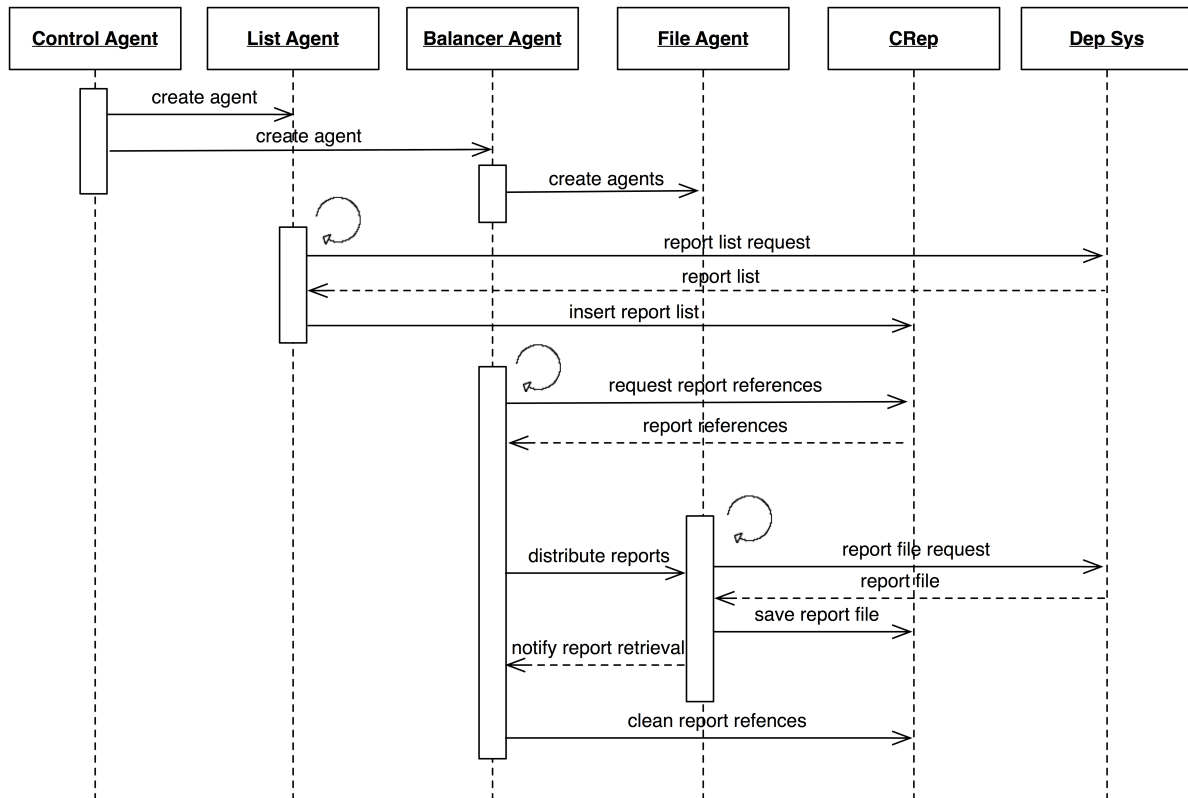 Control Agent
List Agent
Balancer Agent
File Agent
CRep
Dep Sys
create agent
create agent
create agents
report list request
report list
insert report list
request report references
report references
distribute reports
report file request
report file
save report file
notify report retrieval
clean report refences